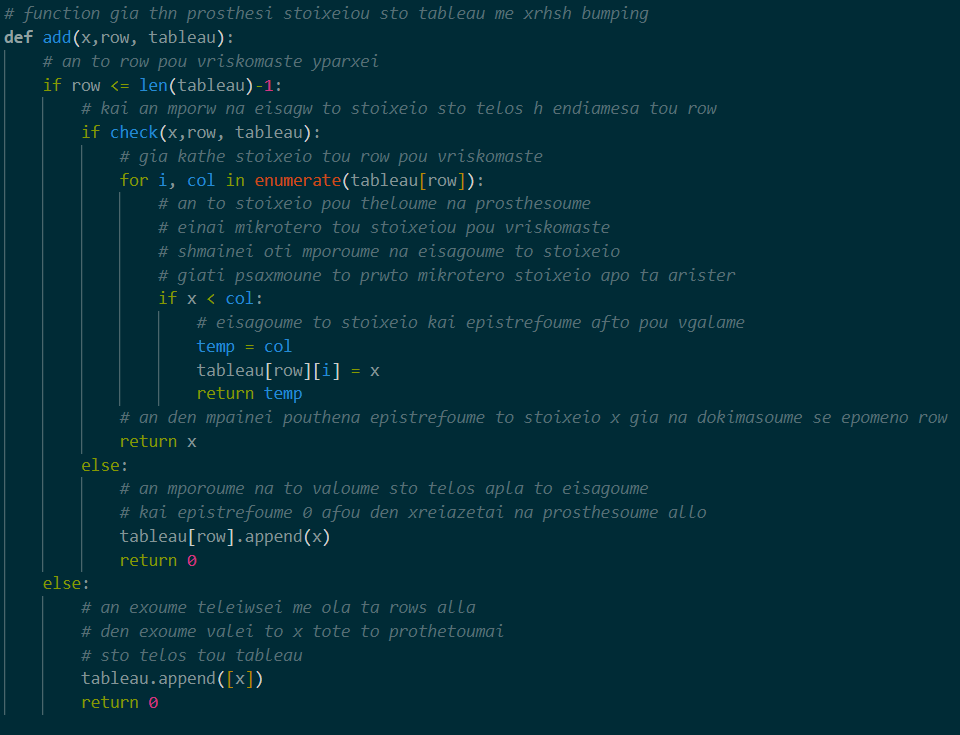 # function gia thn prosthesi stoixeiou sto tableau me xrhsh bumping
def add(x,row, tableau):
    # an to row pou vriskomaste yparxei
    if row <= len(tableau)-1:
        # kai an mporw na eisagw to stoixeio sto telos h endiamesa tou row
        if check(x,row, tableau):
            # gia kathe stoixeio tou row pou vriskomaste
            for i, col in enumerate(tableau[row]):
                # an to stoixeio pou theloume na prosthesoume
                # einai mikrotero tou stoixeiou pou vriskomaste
                # shmainei oti mporoume na eisagoume to stoixeio
                # giati psaxmoune to prwto mikrotero stoixeio apo ta arister
                if x < col:
                    # eisagoume to stoixeio kai epistrefoume afto pou vgalame
                    temp = col
                    tableau[row][i] = x
                    return temp
            # an den mpainei pouthena epistrefoume to stoixeio x gia na dokimasoume se epomeno row
            return x
        else:
            # an mporoume na to valoume sto telos apla to eisagoume
            # kai epistrefoume 0 afou den xreiazetai na prosthesoume allo
            tableau[row].append(x)
            return 0
    else:
        # an exoume teleiwsei me ola ta rows alla
        # den exoume valei to x tote to prothetoumai
        # sto telos tou tableau
        tableau.append([x])
        return 0